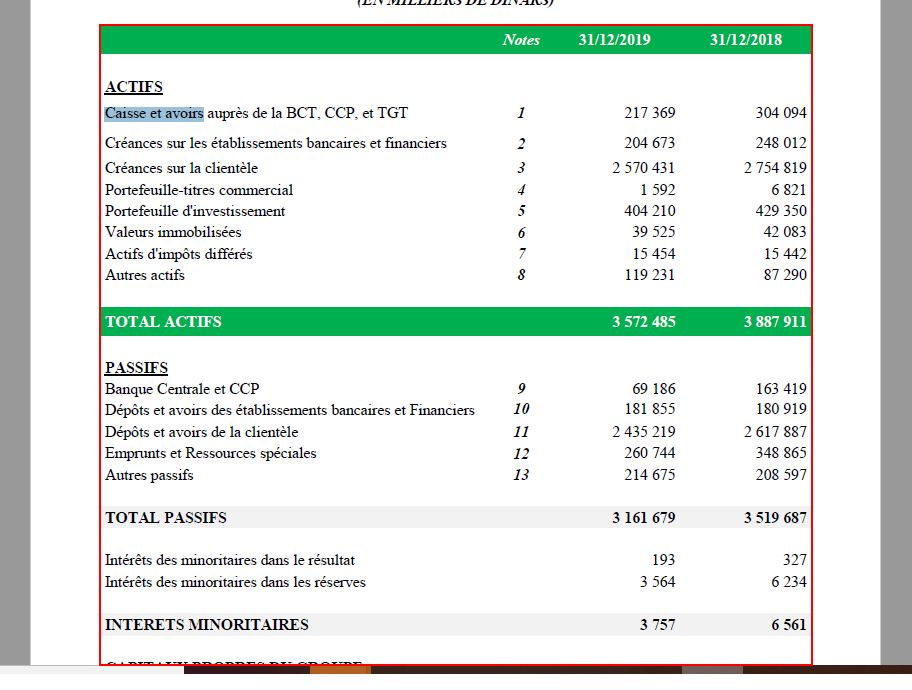 (EN MILLIERS DE DINARS)
Notes 31/12/2019 31/12/2018
ACTIFS
Caisse et avoirs auprès de la BCT, CCP, et TGT 1 217 369 304 094
Créances sur les établissements bancaires et financiers 2 204 673 248 012
Créances sur la clientèle 3 2 570 431 2 754 819
Portefeuille-titres commercial 4 1 592 6 821
Portefeuille d'investissement 5 404 210 429 350
Valeurs immobilisées 6 39 525 42 083
Actifs d'impôts différés 7 15 454 15 442
Autres actifs 8 119 231 87 290
TOTAL ACTIFS 3 572 485 3 887 911
PASSIFS
Banque Centrale et CCP 9 69 186 163 419
Dépôts et avoirs des établissements bancaires et Financiers 10 181 855 180 919
Dépôts et avoirs de la clientèle 11 2 435 219 2 617 887
Emprunts et Ressources spéciales 12 260 744 348 865
Autres passifs 13 214 675 208 597
TOTAL PASSIFS 3 161 679 3 519 687
Intérêts des minoritaires dans le résultat 193 327
Intérêts des minoritaires dans les réserves 3 564 6 234
INTERETS MINORITAIRES 3 757 6 561
CAPITAUX PROPRES DU GROUPE